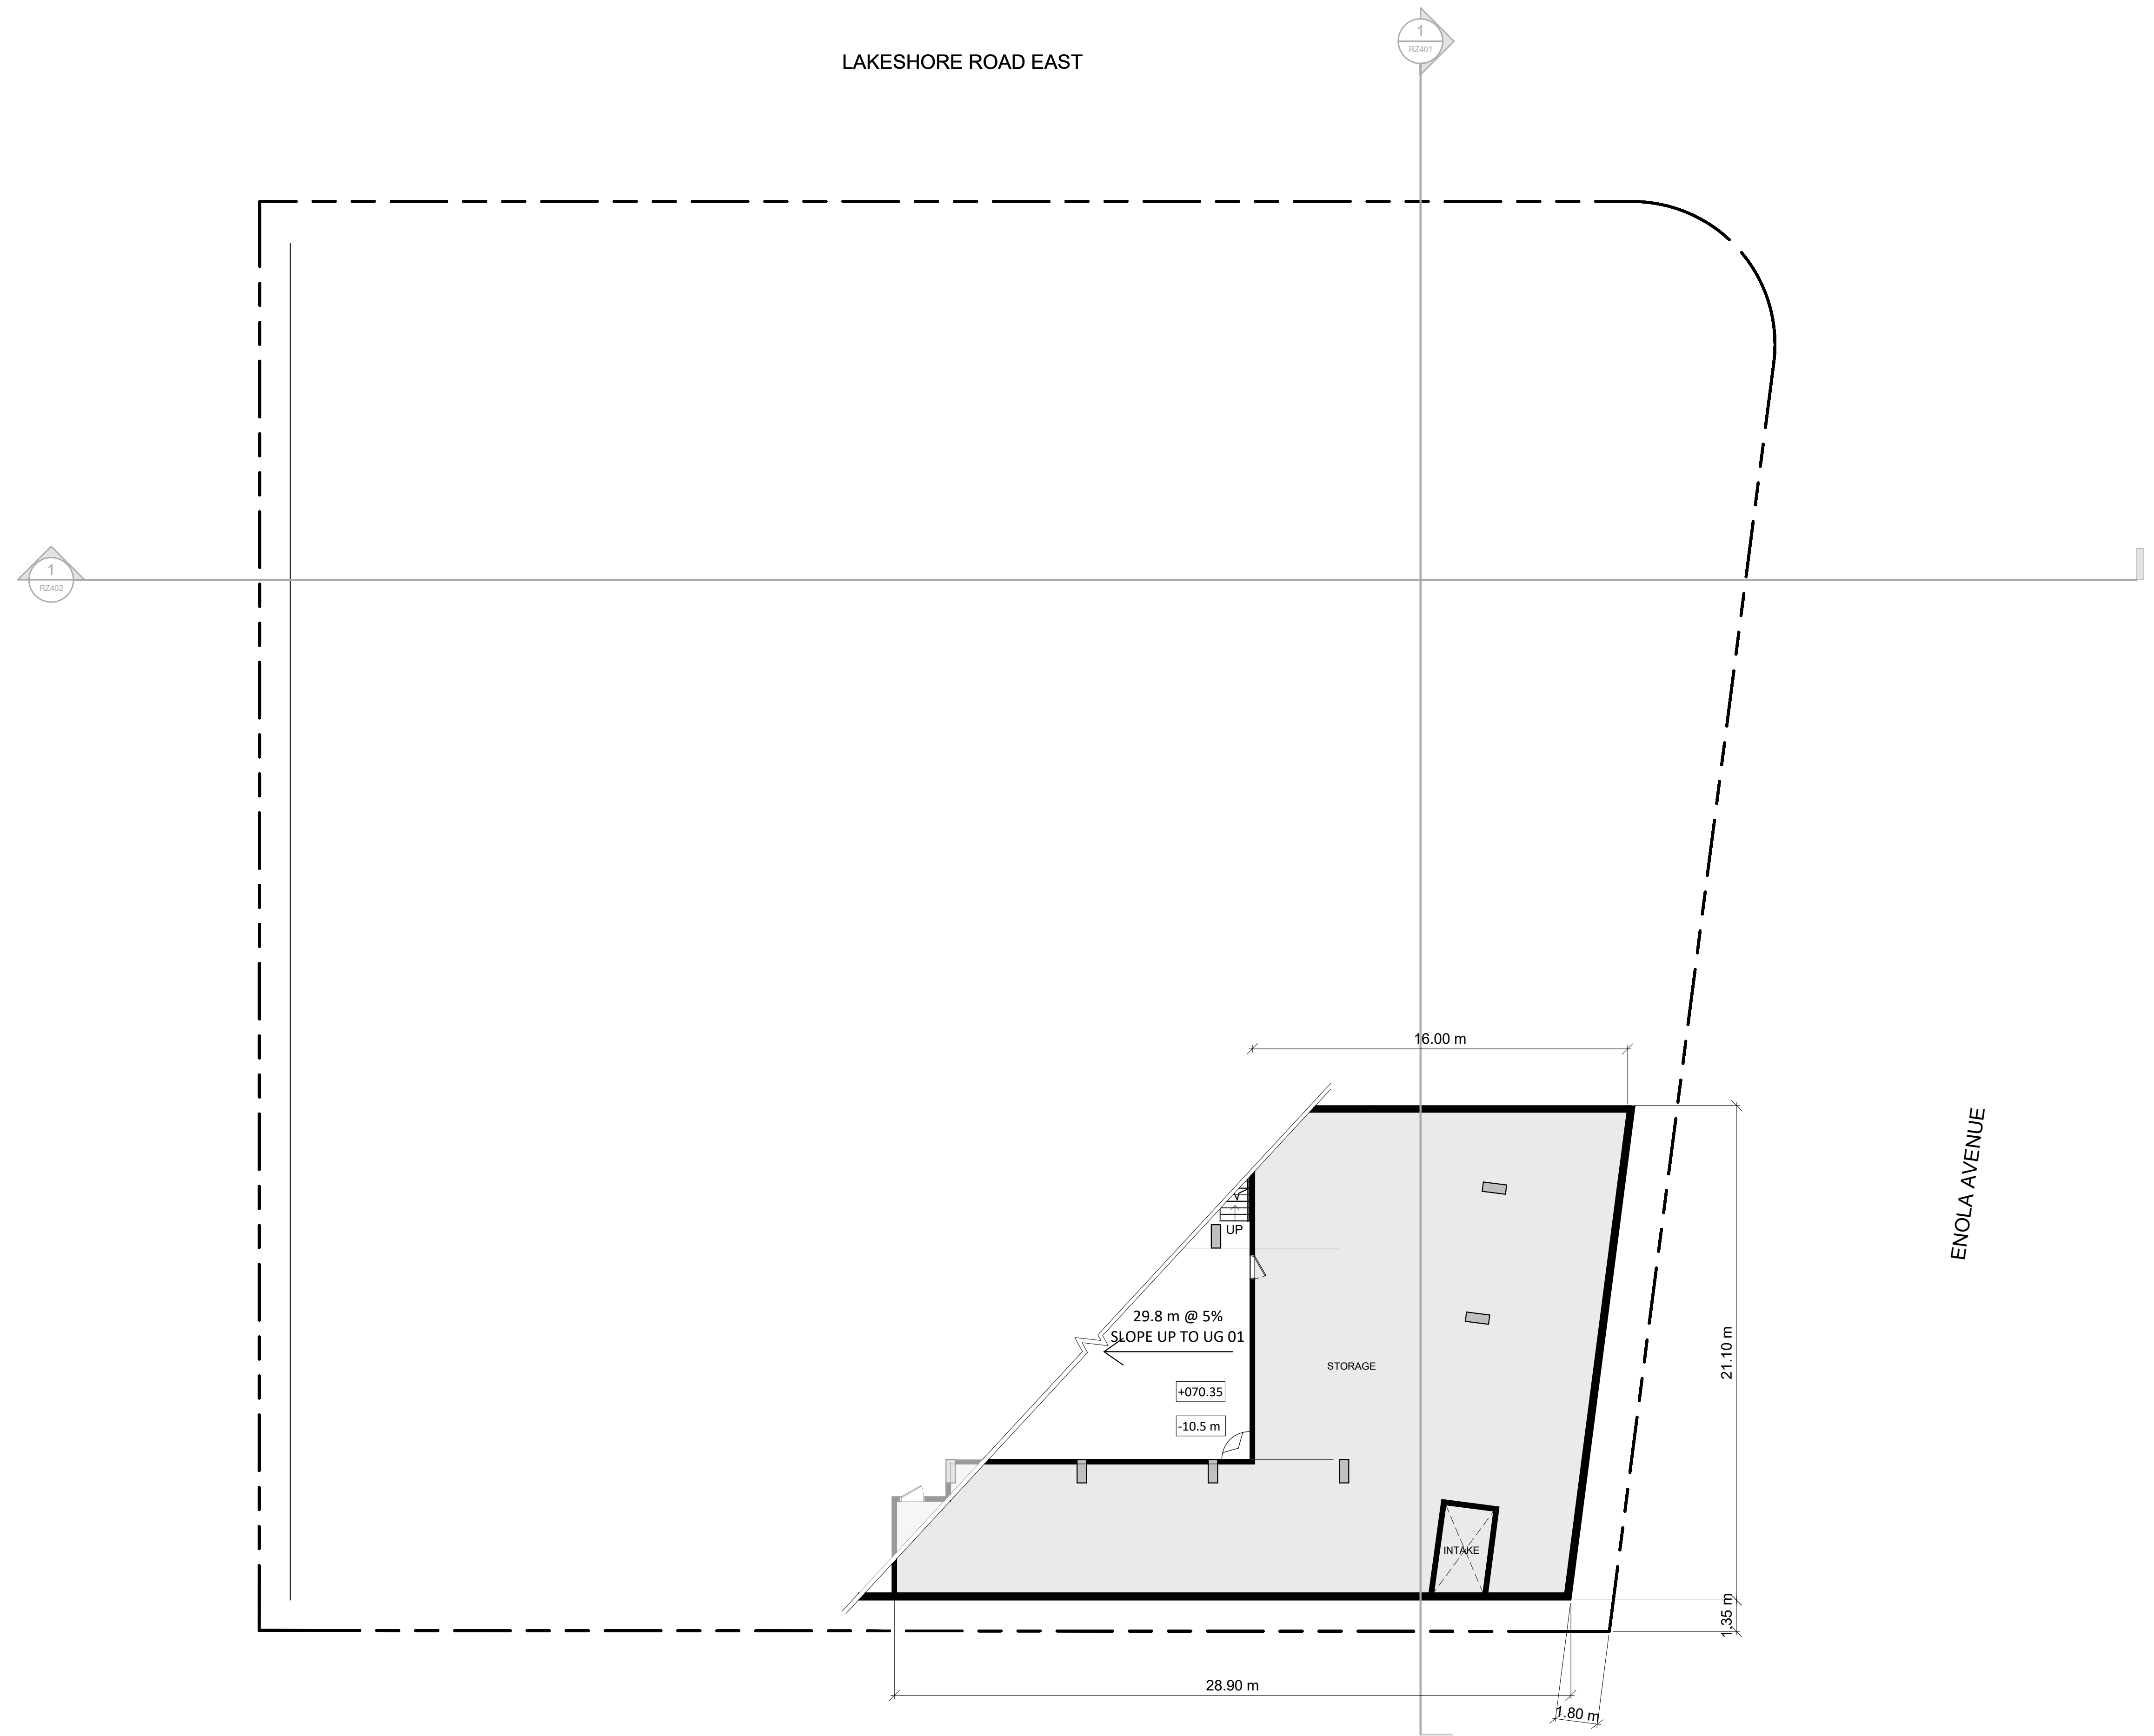 1
RZ401
LAKESHORE ROAD EAST
1
RZ402
16.00 m
ENOLA AVENUE
UP
29.8 m @ 5%
SLOPE UP TO UG 01
21.10 m
STORAGE
+070.35
-10.5 m
INTAKE
1.35 m
28.90 m
1.80 m